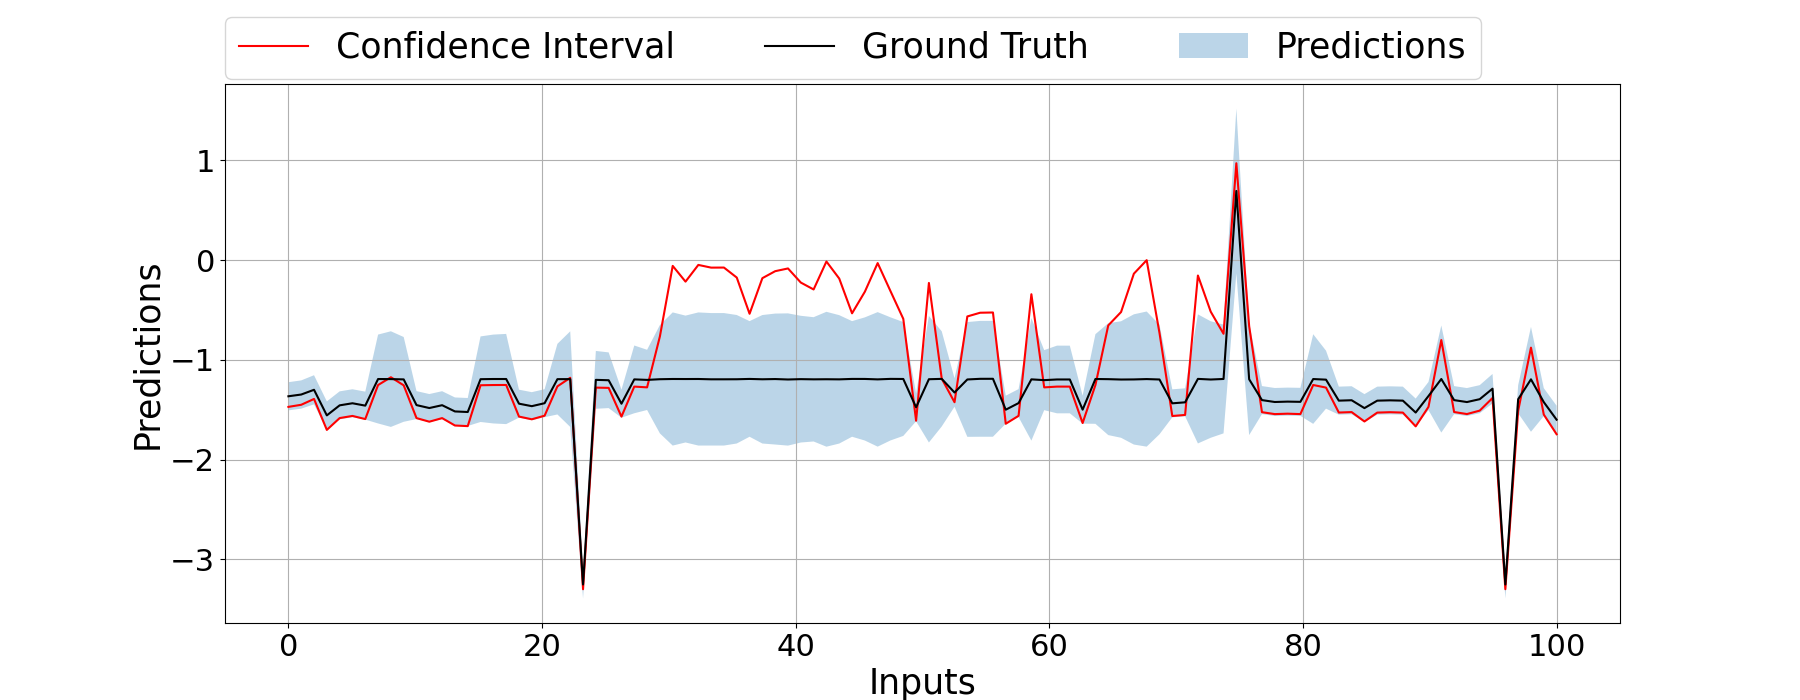 Confidence Interval Ground Truth Predictions
1
0
−1
−2
−3
Predictions
0 20 40 60 80 100
Inputs